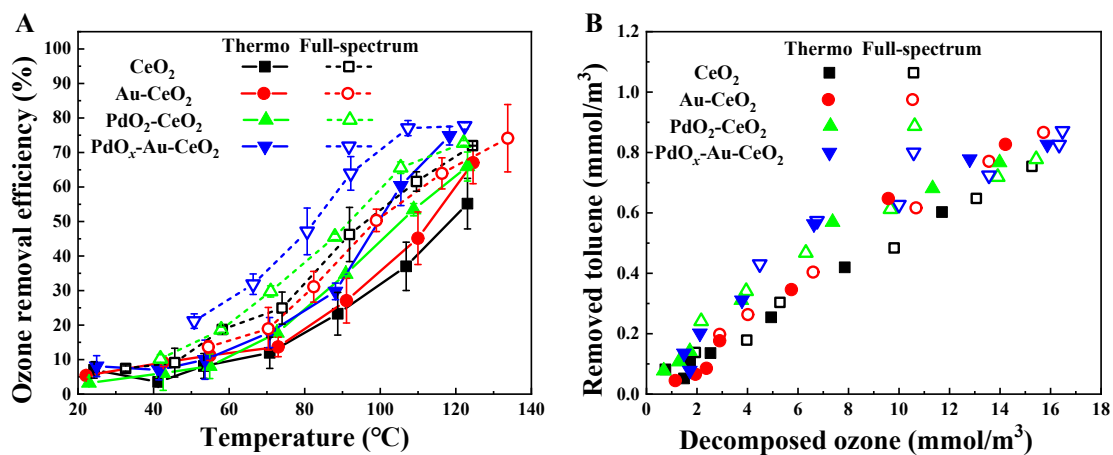 A
Thermo Full-spectrum
CeO2
Au-CeO2
PdO2-CeO2
PdOx-Au-CeO2
Ozone removal efficiency (%)
100
90
80
70
60
50
40
30
20
10
0
20 40 60 80 100 120 140
Temperature (°C)
B
Thermo Full-spectrum
CeO2
Au-CeO2
PdO2-CeO2
PdOx-Au-CeO2
Removed toluene (mmol/m3)
1.2
1.0
0.8
0.6
0.4
0.2
0.0
0 2 4 6 8 10 12 14 16 18
Decomposed ozone (mmol/m3)